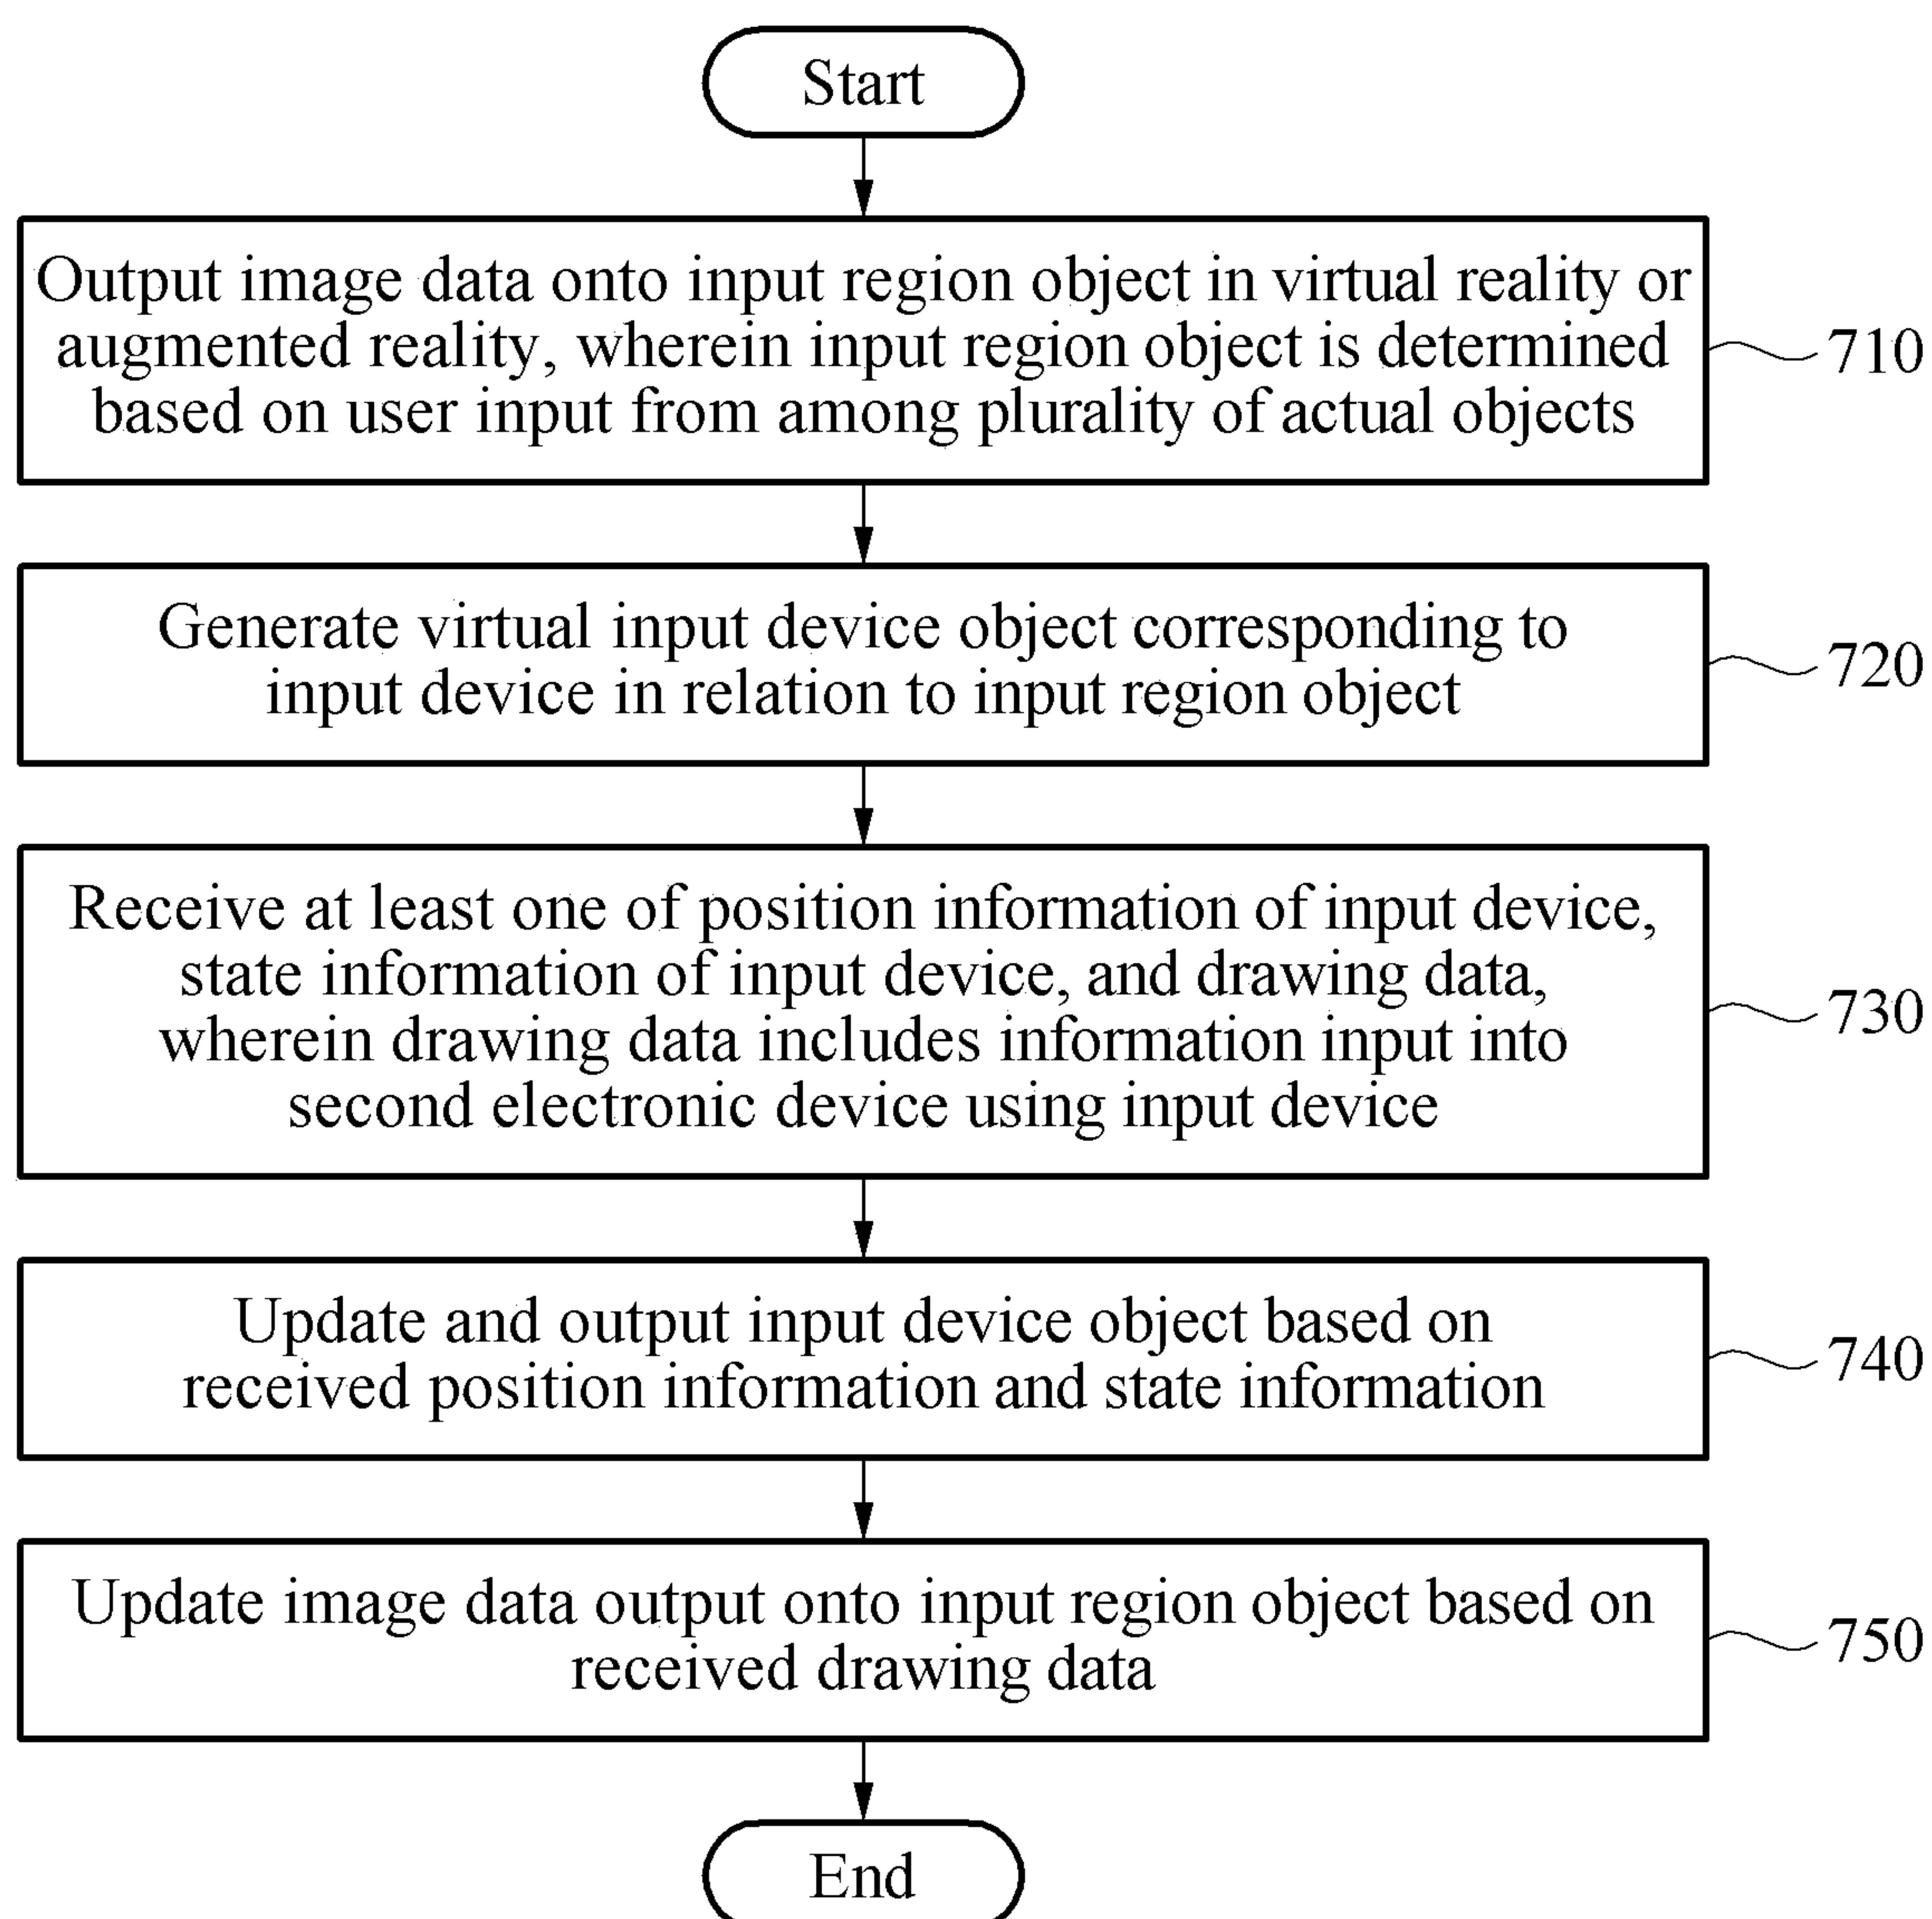 Start
Output image data onto input region object in virtual reality or
augmented reality, wherein input region object is determined
based on user input from among plurality of actual objects
710
Generate virtual input device object corresponding to
input device in relation to input region object
720
Receive at least one of position information of input device,
state information of input device, and drawing data,
wherein drawing data includes information input into
second electronic device using input device
730
Update and output input device object based on
received position information and state information
740
Update image data output onto input region object based on
received drawing data
750
End